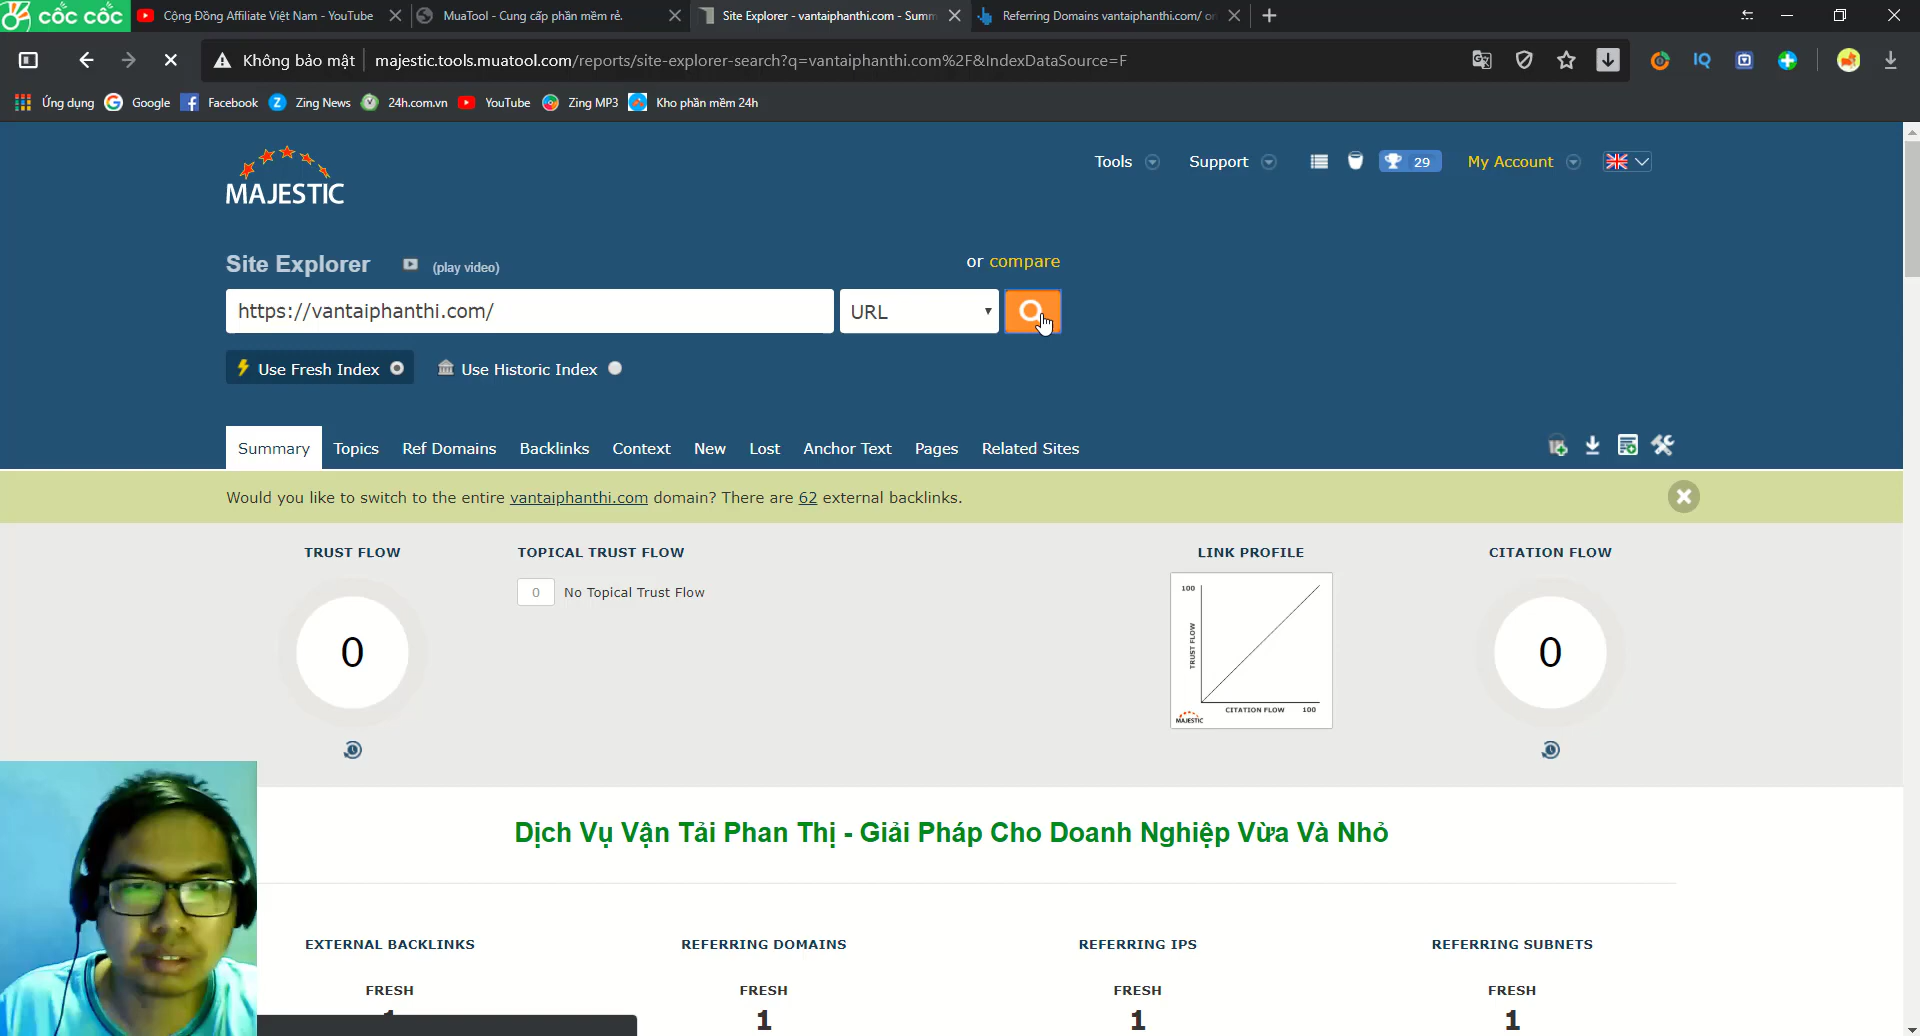 cốc cốc
Cộng Đồng Affiliate Việt Nam - YouTube
MuaTool - Cung cấp phần mềm rẻ.
Site Explorer - vantaiphanthi.com - Summ
Referring Domains vantaiphanthi.com/ or
Không bảo mật
majestic.tools.muatool.com/reports/site-explorer-search?q=vantaiphanthi.com%2F&IndexDataSource=F
IQ
Ứng dụng
Google
Facebook
Zing News
24h.com.vn
YouTube
Zing MP3
Kho phần mềm 24h
MAJESTIC
Tools
Support
29
My Account
Site Explorer
(play video)
or compare
https://vantaiphanthi.com/
URL
Use Fresh Index
Use Historic Index
Summary
Topics
Ref Domains
Backlinks
Context
New
Lost
Anchor Text
Pages
Related Sites
Would you like to switch to the entire vantaiphanthi.com domain? There are 62 external backlinks.
TRUST FLOW
TOPICAL TRUST FLOW
LINK PROFILE
CITATION FLOW
0
0 No Topical Trust Flow
100
TRUST FLOW
CITATION FLOW 100
MAJESTIC
0
Dịch Vụ Vận Tải Phan Thị - Giải Pháp Cho Doanh Nghiệp Vừa Và Nhỏ
EXTERNAL BACKLINKS
REFERRING DOMAINS
REFERRING IPS
REFERRING SUBNETS
FRESH
FRESH
FRESH
FRESH
1
1
1